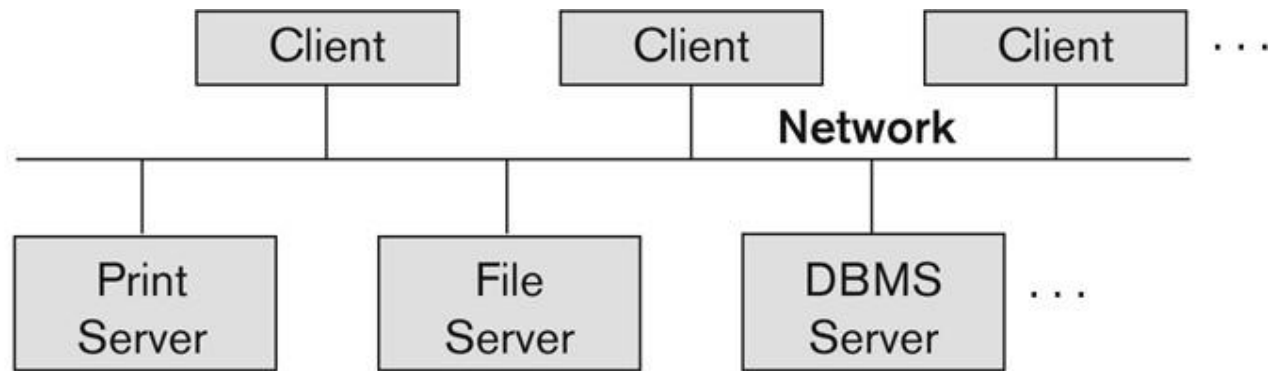 Client
Client
Client
. . .
Network
Print
Server
File
Server
DBMS
Server
. . .